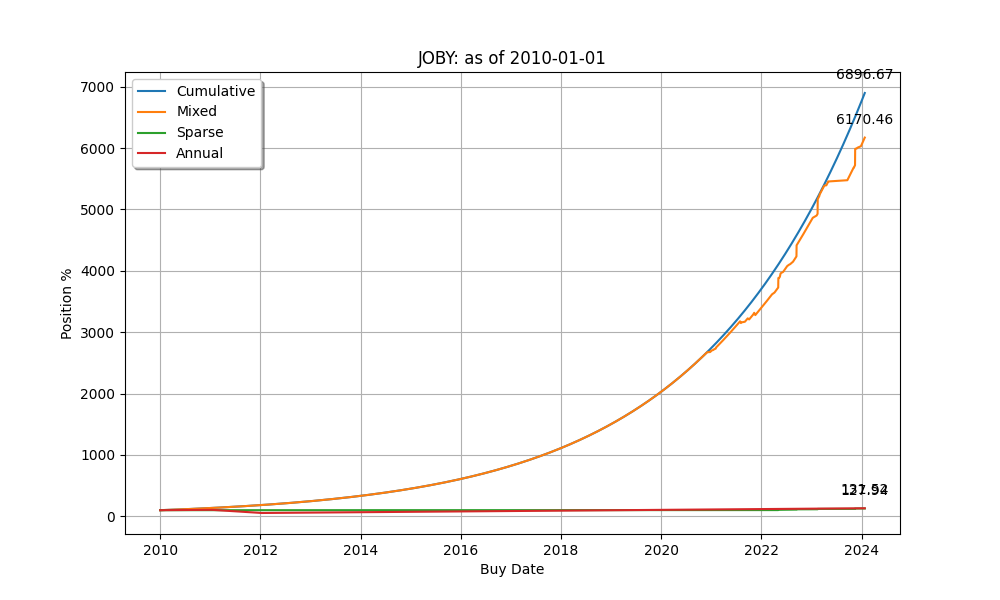 JOBY: as of 2010-01-01
Cumulative
Mixed
Sparse
Annual
6896.67
6170.46
Position %
7000
6000
5000
4000
3000
2000
1000
0
2010 2012 2014 2016 2018 2020 2022 2024
Buy Date